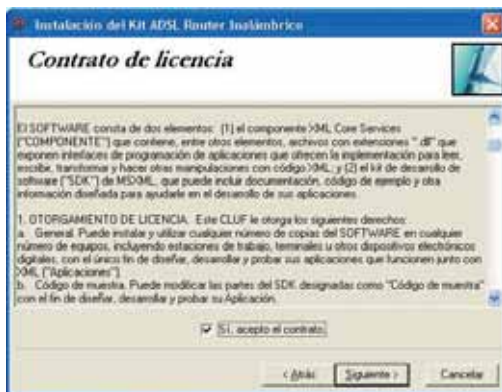 Instalación del Kit ADSL Router Inalámbrico
Contrato de licencia
El SOFTWARE consta de dos elementos: (1) el componente XML Core Services
("COMPONENTE") que contiene, entre otros elementos, archivos con extensiones ".dll" que
exponen interfaces de programación de aplicaciones que ofrecen la implementación para leer,
escribir, transformar y hacer otras manipulaciones con código XML; y (2) el kit de desarrollo de
software ("SDK") de MSXML, que puede incluir documentación, código de ejemplo y otra
información diseñada para ayudarle en el desarrollo de sus aplicaciones.
1. OTORGAMIENTO DE LICENCIA. Este CLUF le otorga los siguientes derechos:
a. General. Puede instalar y utilizar cualquier número de copias del SOFTWARE en cualquier
número de equipos, incluyendo estaciones de trabajo, terminales u otros dispositivos electrónicos
digitales, con el único fin de diseñar, desarrollar y probar sus aplicaciones que funcionen junto con
XML ("Aplicaciones").
b. Código de muestra. Puede modificar las partes del SDK designadas como "Código de muestra"
con el fin de diseñar, desarrollar y probar su Aplicación.
Sí, acepto el contrato.
< Atrás
Siguiente >
Cancelar